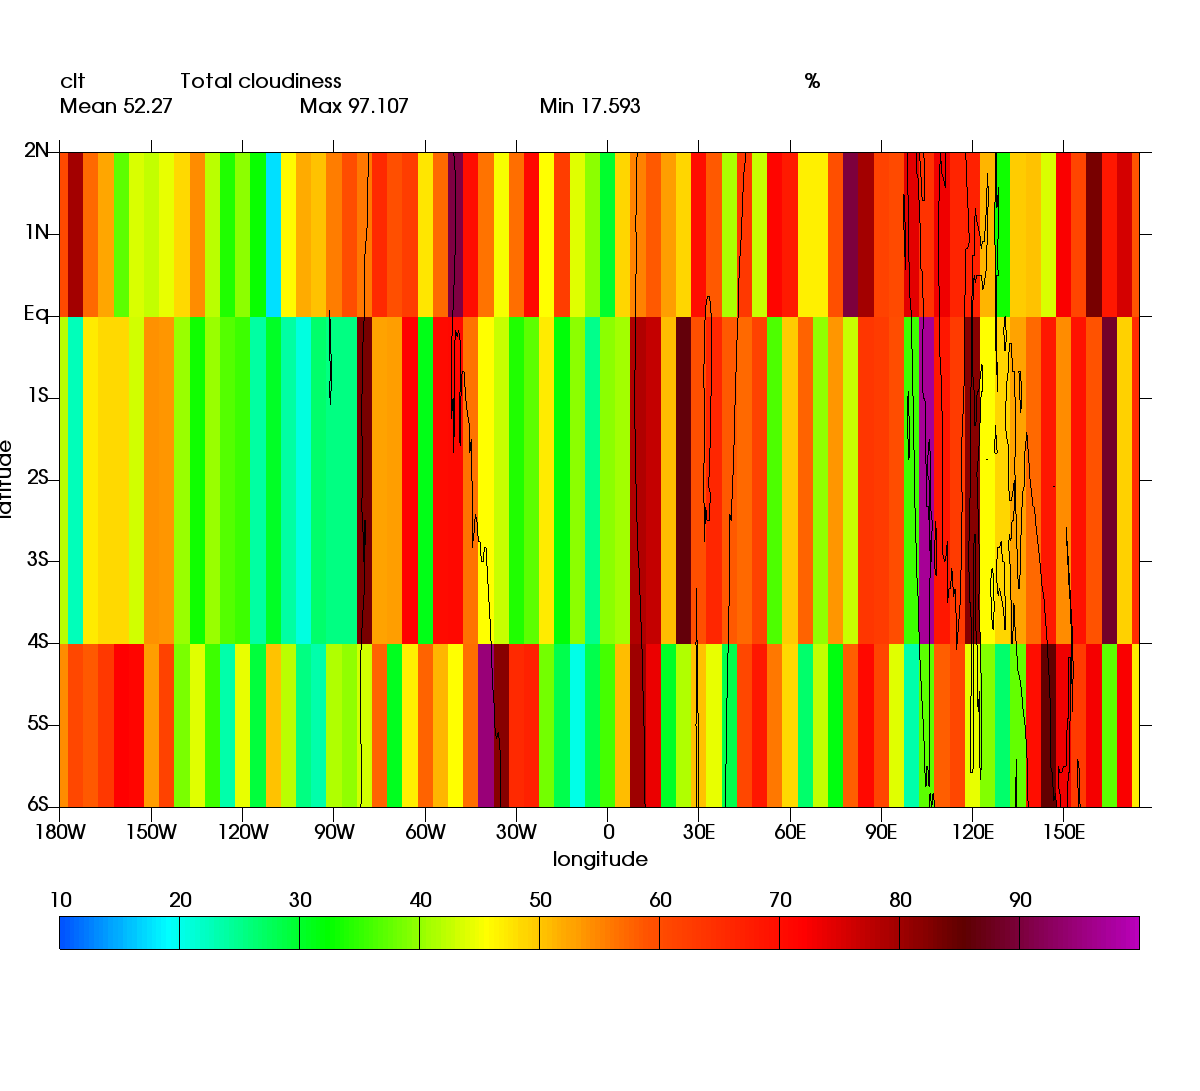 clt Total cloudiness %
Mean 52.27 Max 97.107 Min 17.593
2N
1N
Eq
1S
2S
3S
4S
5S
6S
latitude
180W 150W 120W 90W 60W 30W 0 30E 60E 90E 120E 150E
longitude
10 20 30 40 50 60 70 80 90